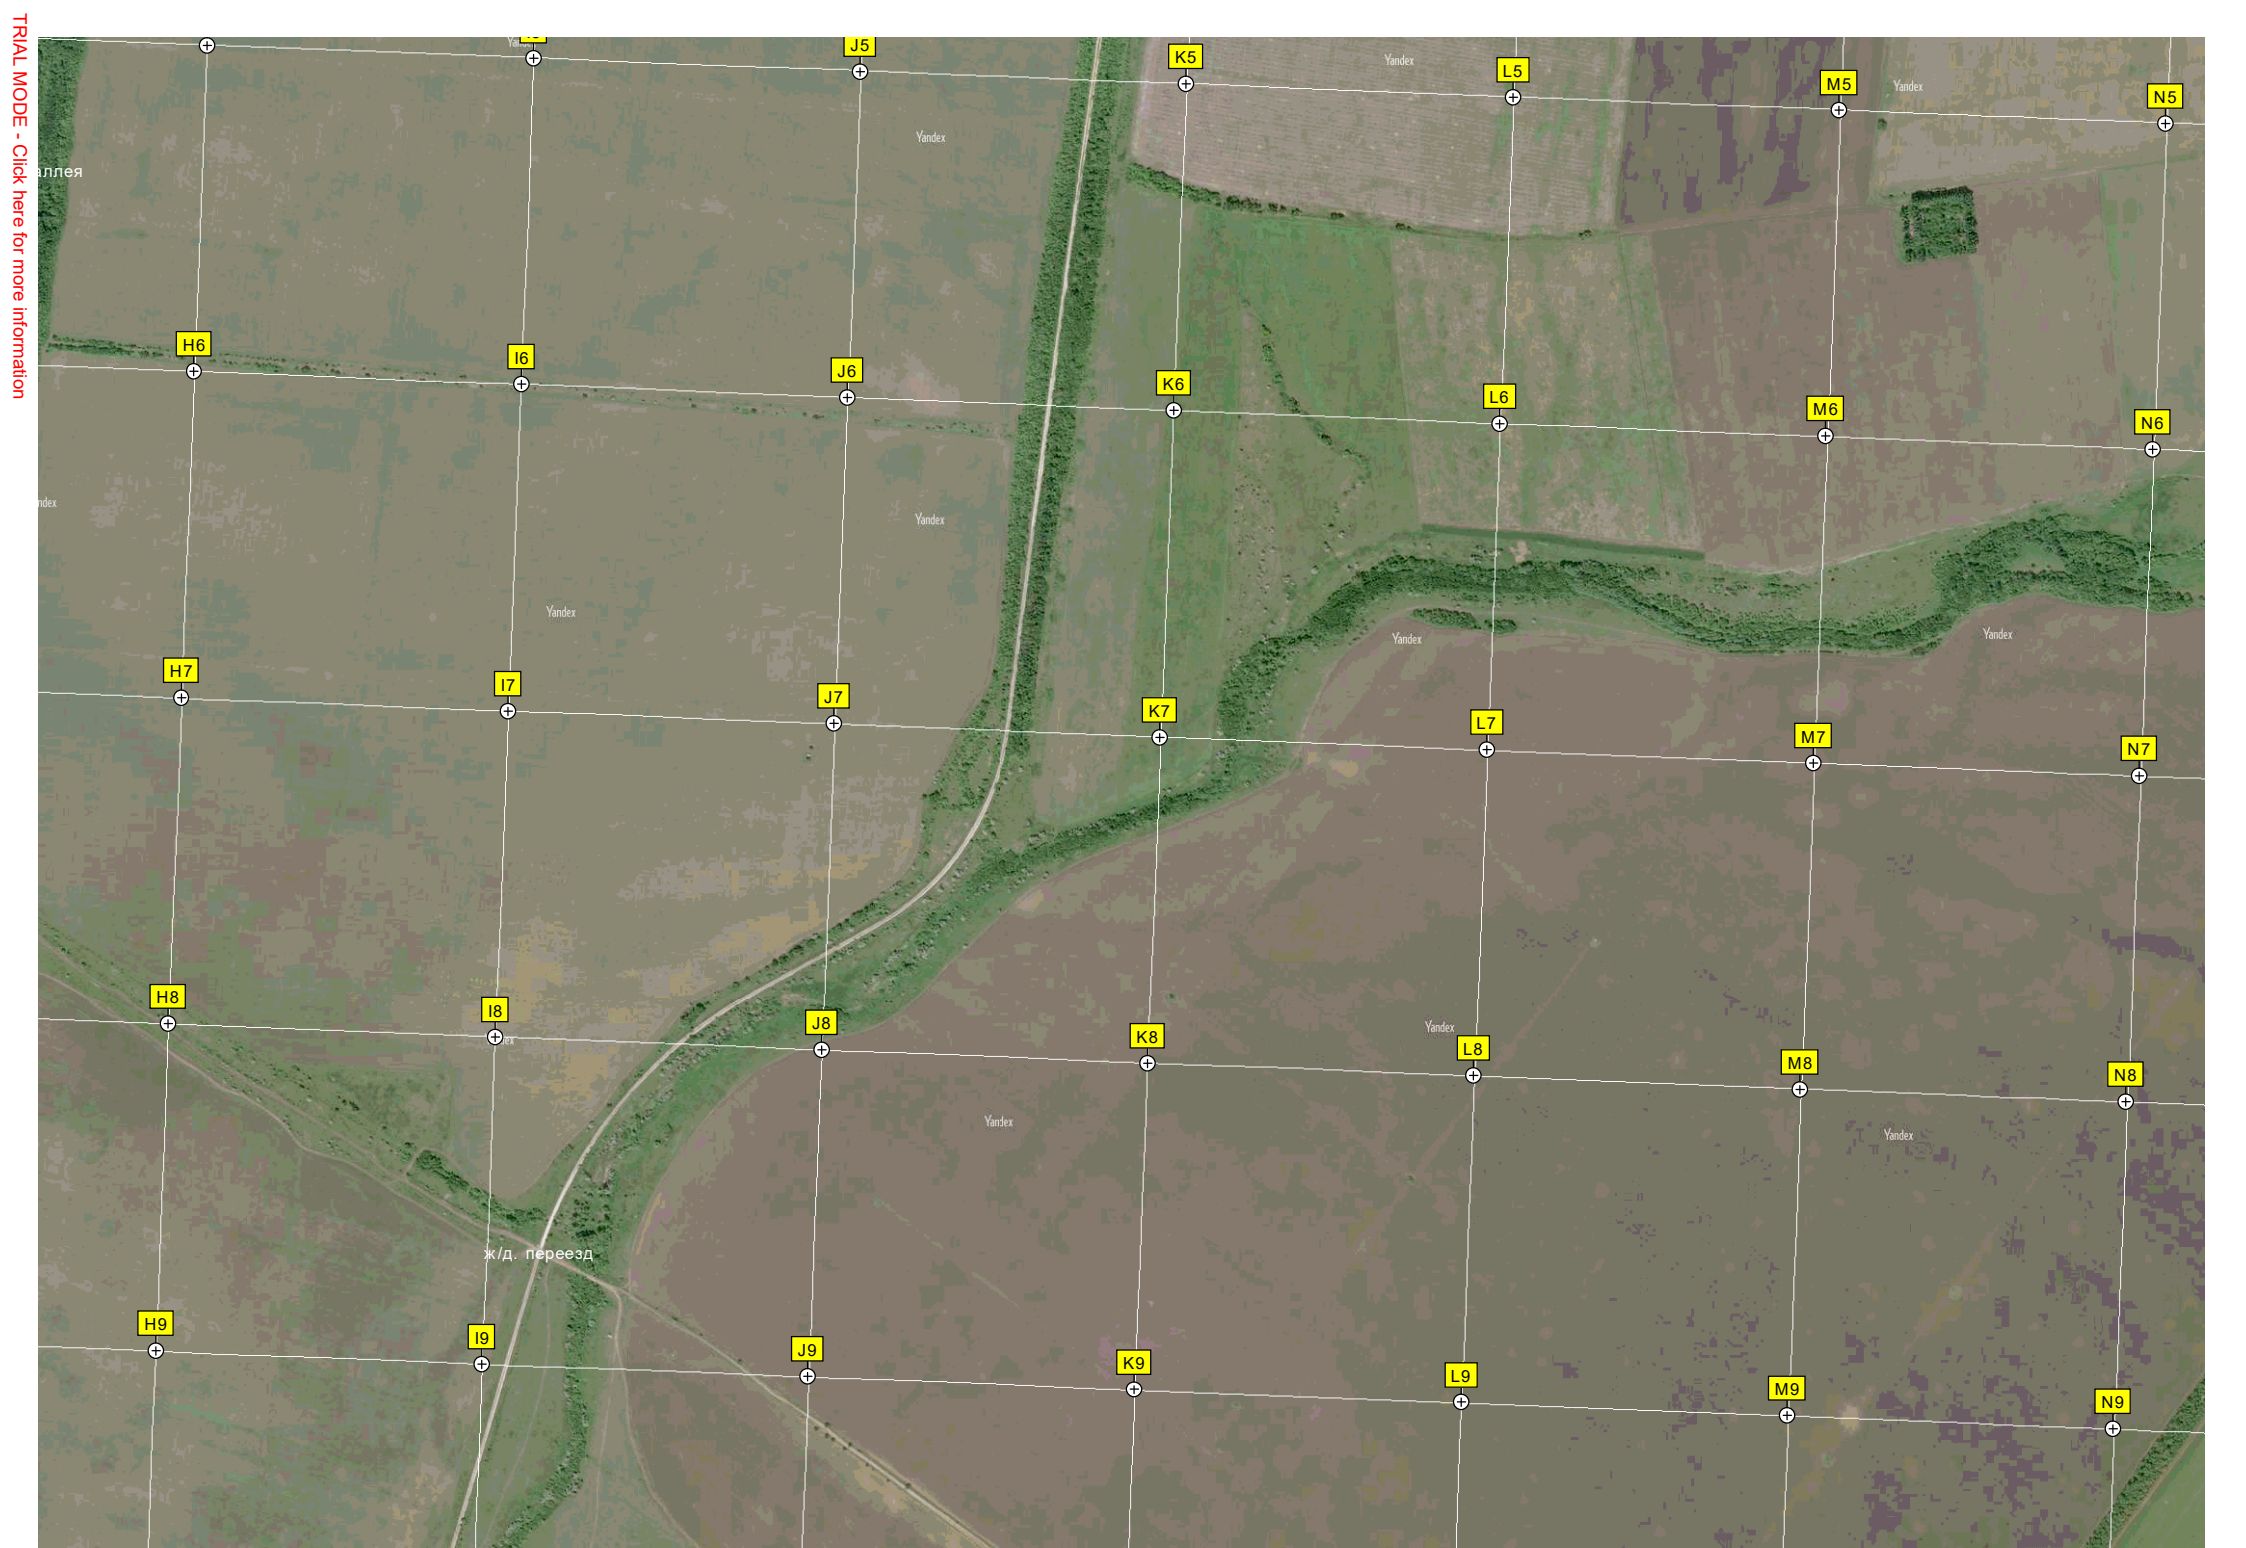 TRIAL MODE - Click here for more information
J5
K5
L5
M5
N5
Yandex
Yandex
Yandex
аллея
H6
I6
J6
K6
L6
M6
N6
ndex
Yandex
Yandex
Yandex
Yandex
H7
I7
J7
K7
L7
M7
N7
H8
I8
J8
K8
L8
M8
N8
Yandex
Yandex
Yandex
ж/д. переезд
H9
I9
J9
K9
L9
M9
N9